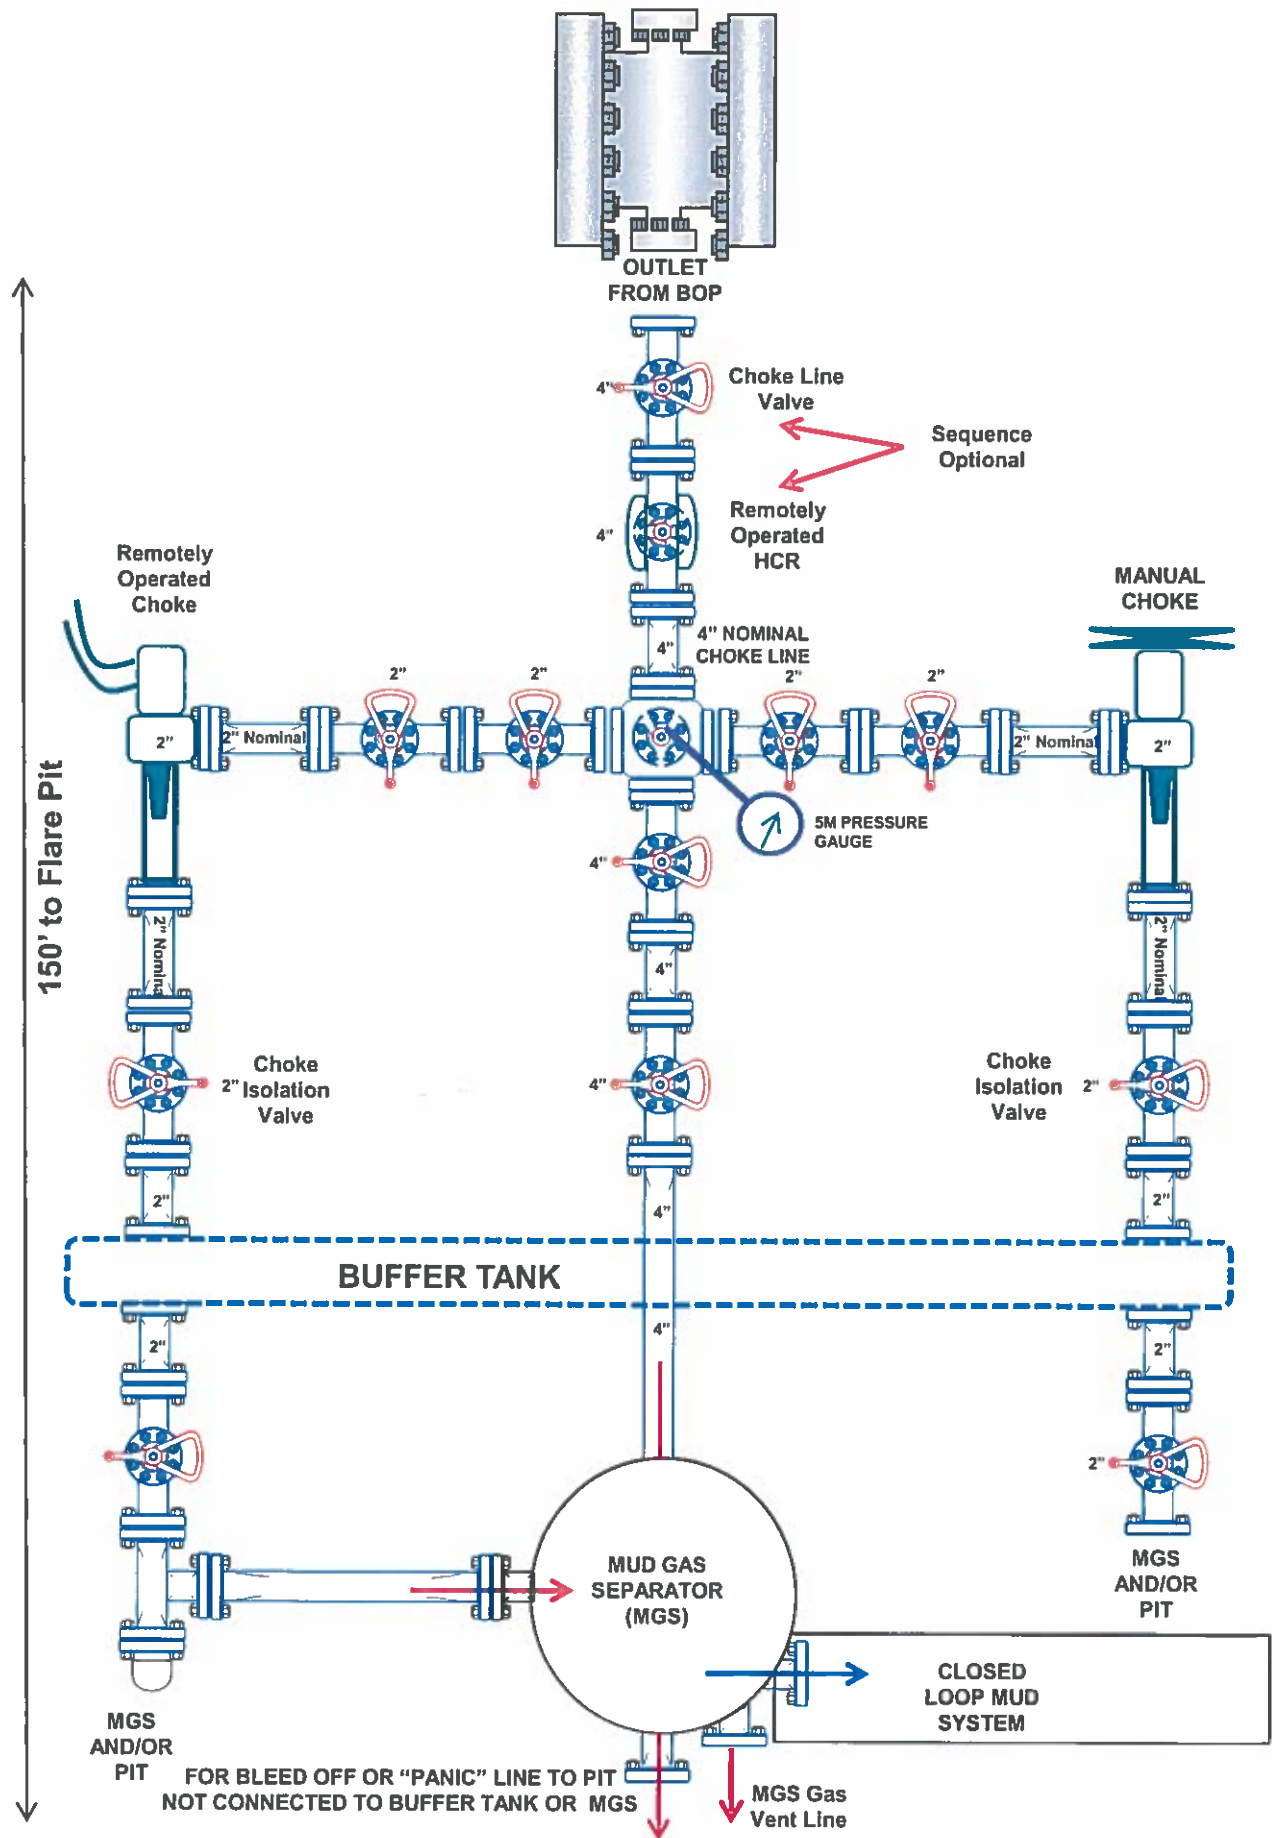 OUTLET
FROM BOP
4"
Choke Line
Valve
Sequence
Optional
4"
Remotely
Operated
HCR
Remotely
Operated
Choke
MANUAL
CHOKE
4"
4" NOMINAL
CHOKE LINE
2"
2"
2"
2"
2"
2" Nominal
2" Nominal
2"
5M PRESSURE
GAUGE
4"
150' to Flare Pit
2" Nominal
4"
2" Nominal
2"
Choke
Isolation
Valve
4"
Choke
Isolation
Valve
2"
2"
4"
2"
BUFFER TANK
2"
4"
2"
2"
MUD GAS
SEPARATOR
(MGS)
MGS
AND/OR
PIT
CLOSED
LOOP MUD
SYSTEM
MGS
AND/OR
PIT
FOR BLEED OFF OR "PANIC" LINE TO PIT
NOT CONNECTED TO BUFFER TANK OR MGS
MGS Gas
Vent Line